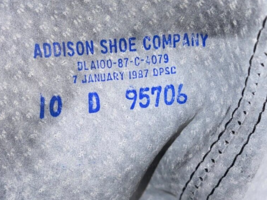 ADDISON SHOE COMPANY
DLA100-87-C-4079
7 JANUARY 1987 DPSC
10 D 95706